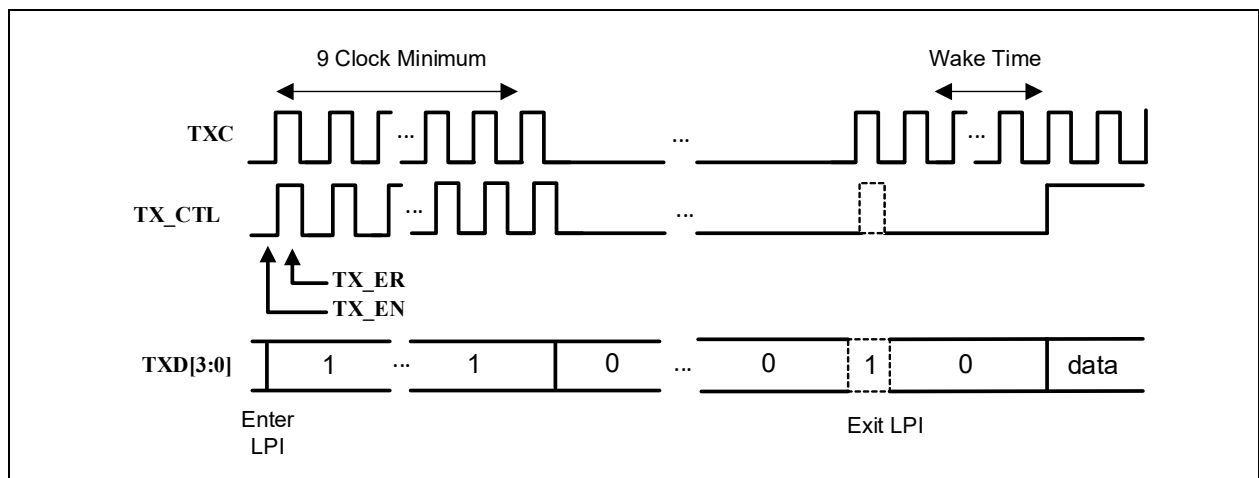 9 Clock Minimum Wake Time
TXC ... ... ...
TX_CTL ... ...
TX_ER
TX_EN
TXD[3:0] 1 ... 1 0 ... 0 1 0 data
Enter
LPI
Exit LPI